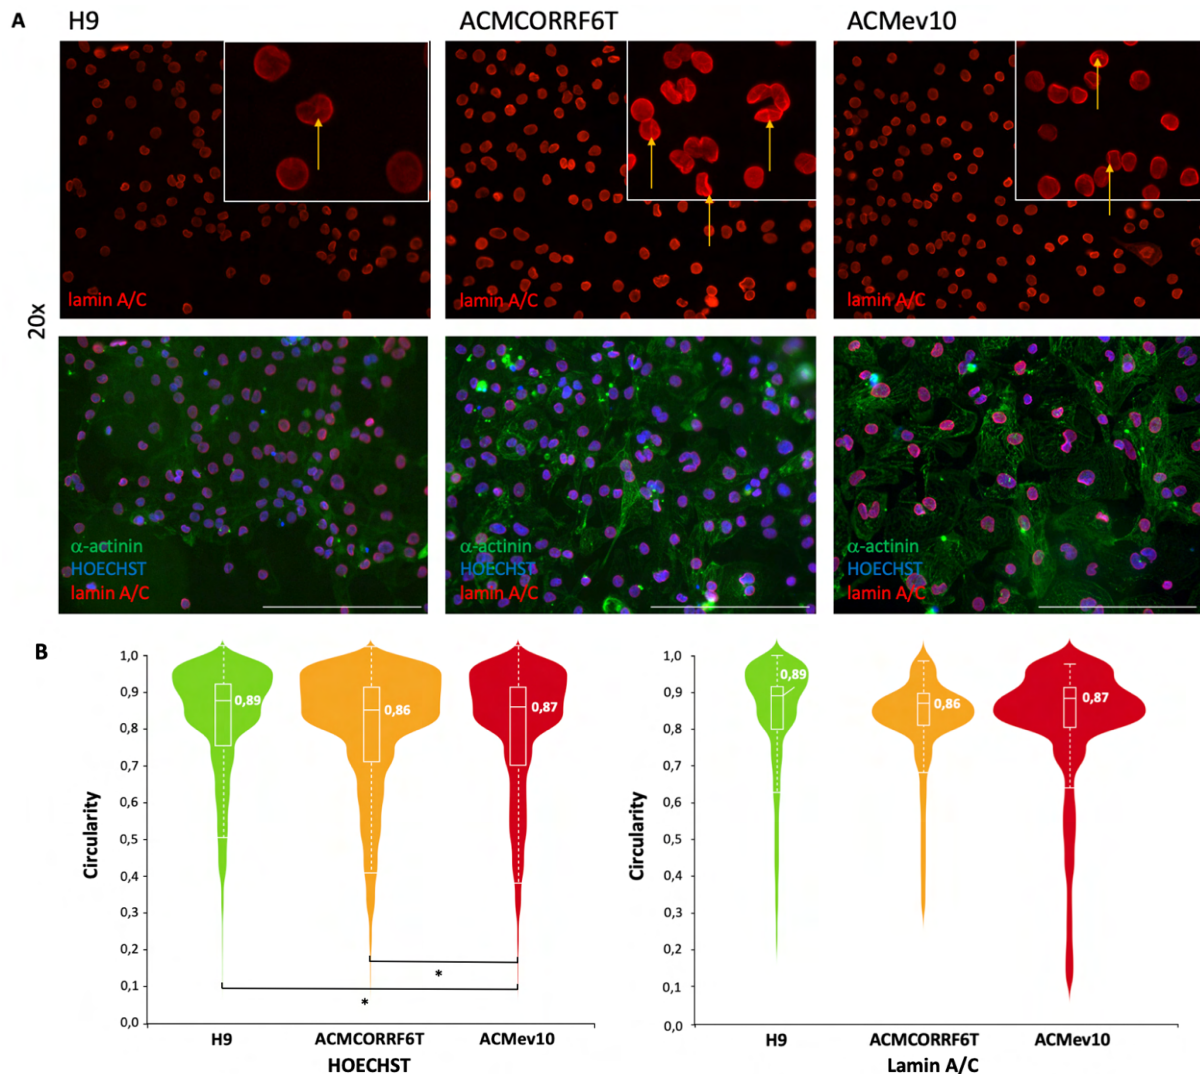 A
H9
ACMCORRF6T
ACMev10
20x
lamin A/C
lamin A/C
lamin A/C
α-actinin
HOECHST
lamin A/C
α-actinin
HOECHST
lamin A/C
α-actinin
HOECHST
lamin A/C
B
Circularity
1,0
0,9
0,8
0,7
0,6
0,5
0,4
0,3
0,2
0,1
0,0
0,89
0,86
0,87
*
*
H9
ACMCORRF6T
ACMev10
HOECHST
Circularity
1,0
0,9
0,8
0,7
0,6
0,5
0,4
0,3
0,2
0,1
0,0
0,89
0,86
0,87
H9
ACMCORRF6T
ACMev10
Lamin A/C